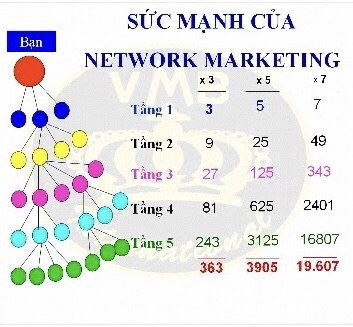 SỨC MẠNH CỦA
NETWORK MARKETING
Bạn
x 3 x 5 x 7
Tầng 1 3 5 7
Tầng 2 9 25 49
Tầng 3 27 125 343
Tầng 4 81 625 2401
Tầng 5 243 3125 16807
363 3905 19.607
VMB